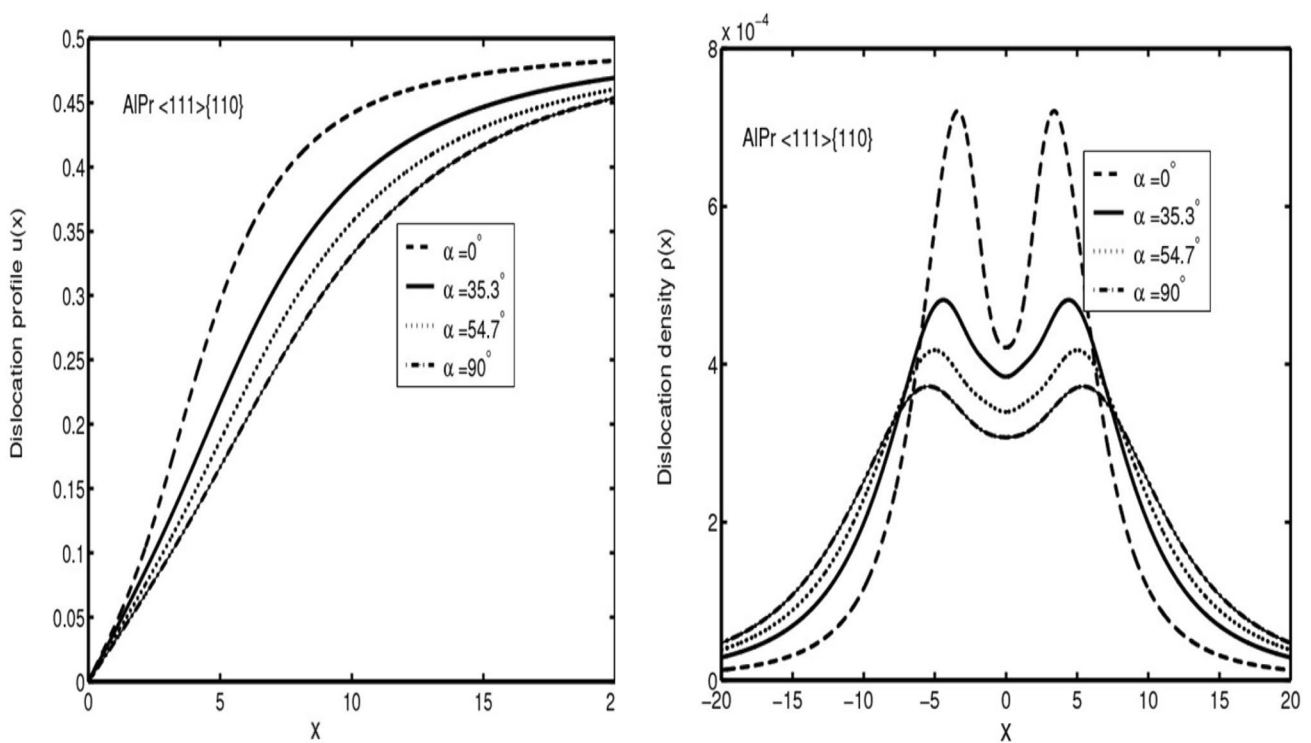 0.5
0.45
0.4
0.35
0.3
0.25
0.2
0.15
0.1
0.05
0
0
5
10
15
2
Dislocation profile u(x)
X
AlPr <111>{110}
α =0°
α =35.3°
α =54.7°
α =90°
x 10⁻⁴
8
6
4
2
0
−20
−15
−10
−5
0
5
10
15
20
Dislocation density ρ(x)
X
AlPr <111>{110}
α =0°
α =35.3°
α =54.7°
α =90°